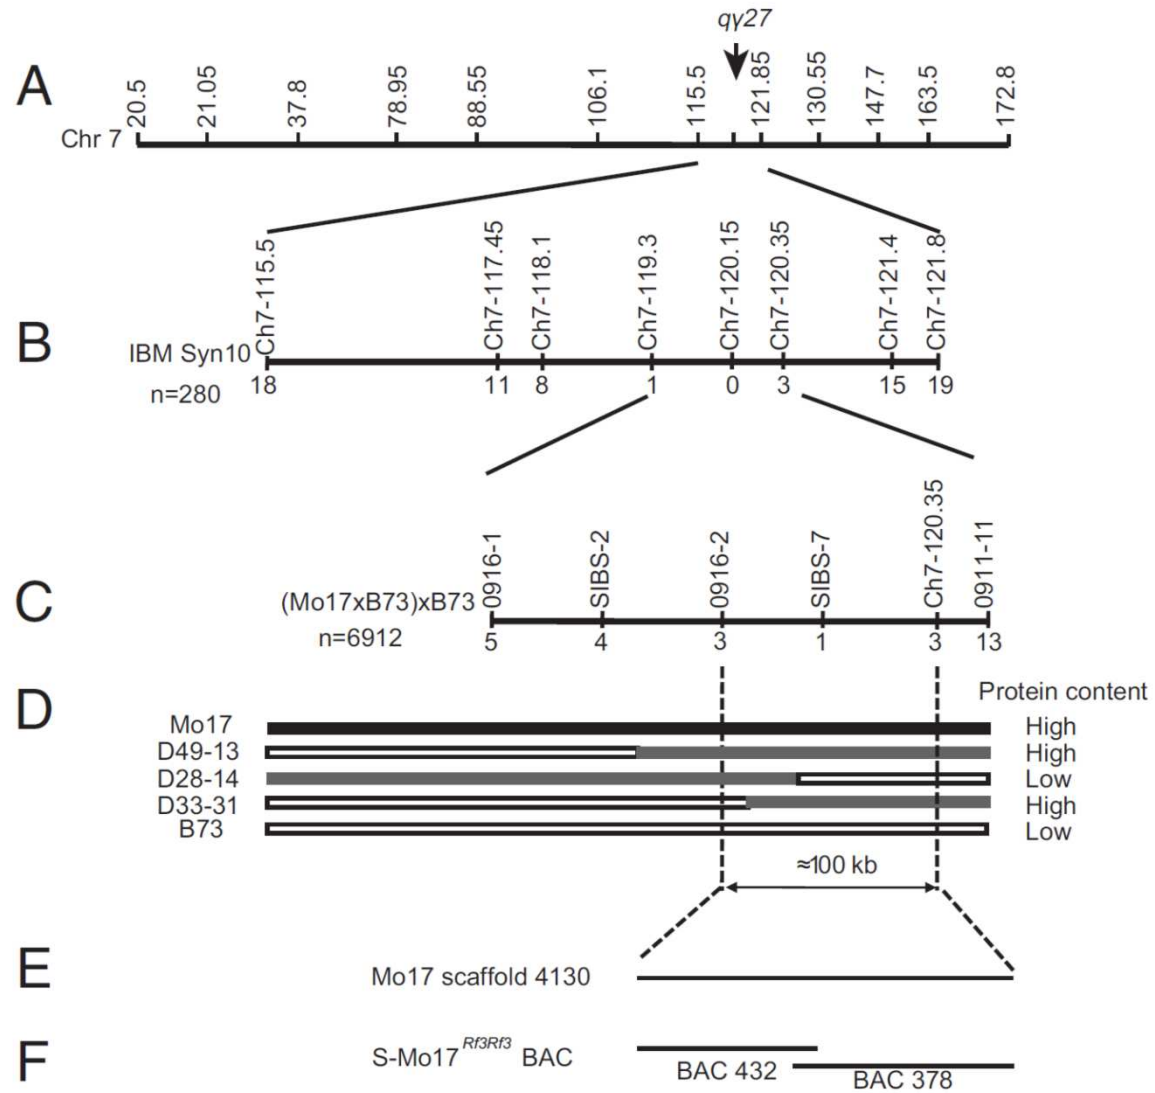 qγ27
A
20.5 21.05 37.8 78.95 88.55 106.1 115.5 121.85 130.55 147.7 163.5 172.8
Chr 7
Ch7-115.5 Ch7-117.45 Ch7-118.1 Ch7-119.3 Ch7-120.15 Ch7-120.35 Ch7-121.4 Ch7-121.8
B
IBM Syn10
n=280
18 11 8 1 0 3 15 19
0916-1 SIBS-2 0916-2 SIBS-7 Ch7-120.35 0911-11
C
(Mo17xB73)xB73
n=6912
5 4 3 1 3 13
D
Protein content
Mo17 High
D49-13 High
D28-14 Low
D33-31 High
B73 Low
≈100 kb
E
Mo17 scaffold 4130
F
S-Mo17 Rf3Rf3 BAC
BAC 432
BAC 378